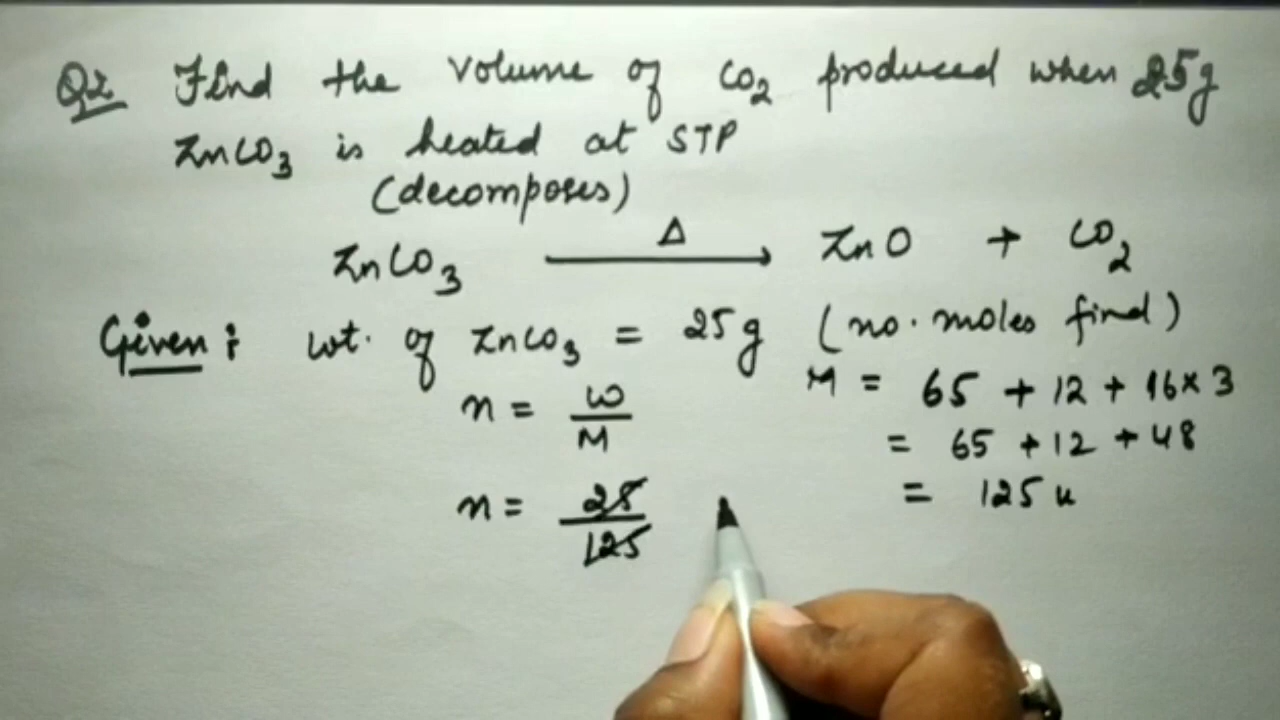 Q2 Find the volume of CO₂ produced when 25g
ZnCO₃ is heated at STP
(decomposes)
ZnCO₃ —Δ→ ZnO + CO₂
Given: wt. of ZnCO₃ = 25g (no. moles find)
n = w/M
M = 65 + 12 + 16×3
= 65 + 12 + 48
= 125 u
n = 25/125